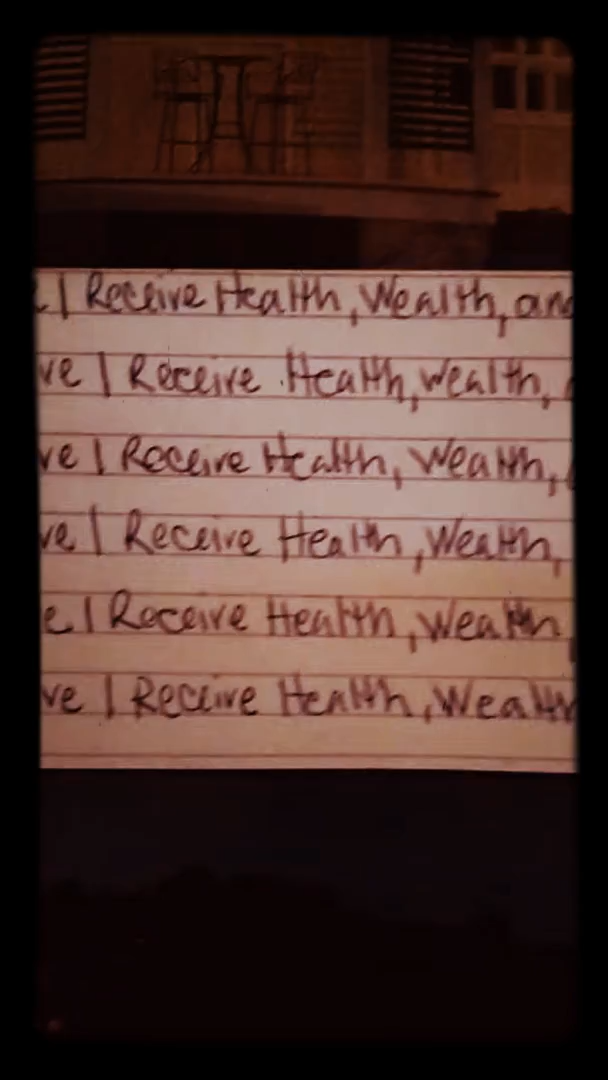 I Receive Health, Wealth, and
ve I Receive Health, Wealth,
ve I Receive Health, Wealth,
ve I Receive Health, Wealth,
e I Receive Health, Wealth
ve I Receive Health, Wealth